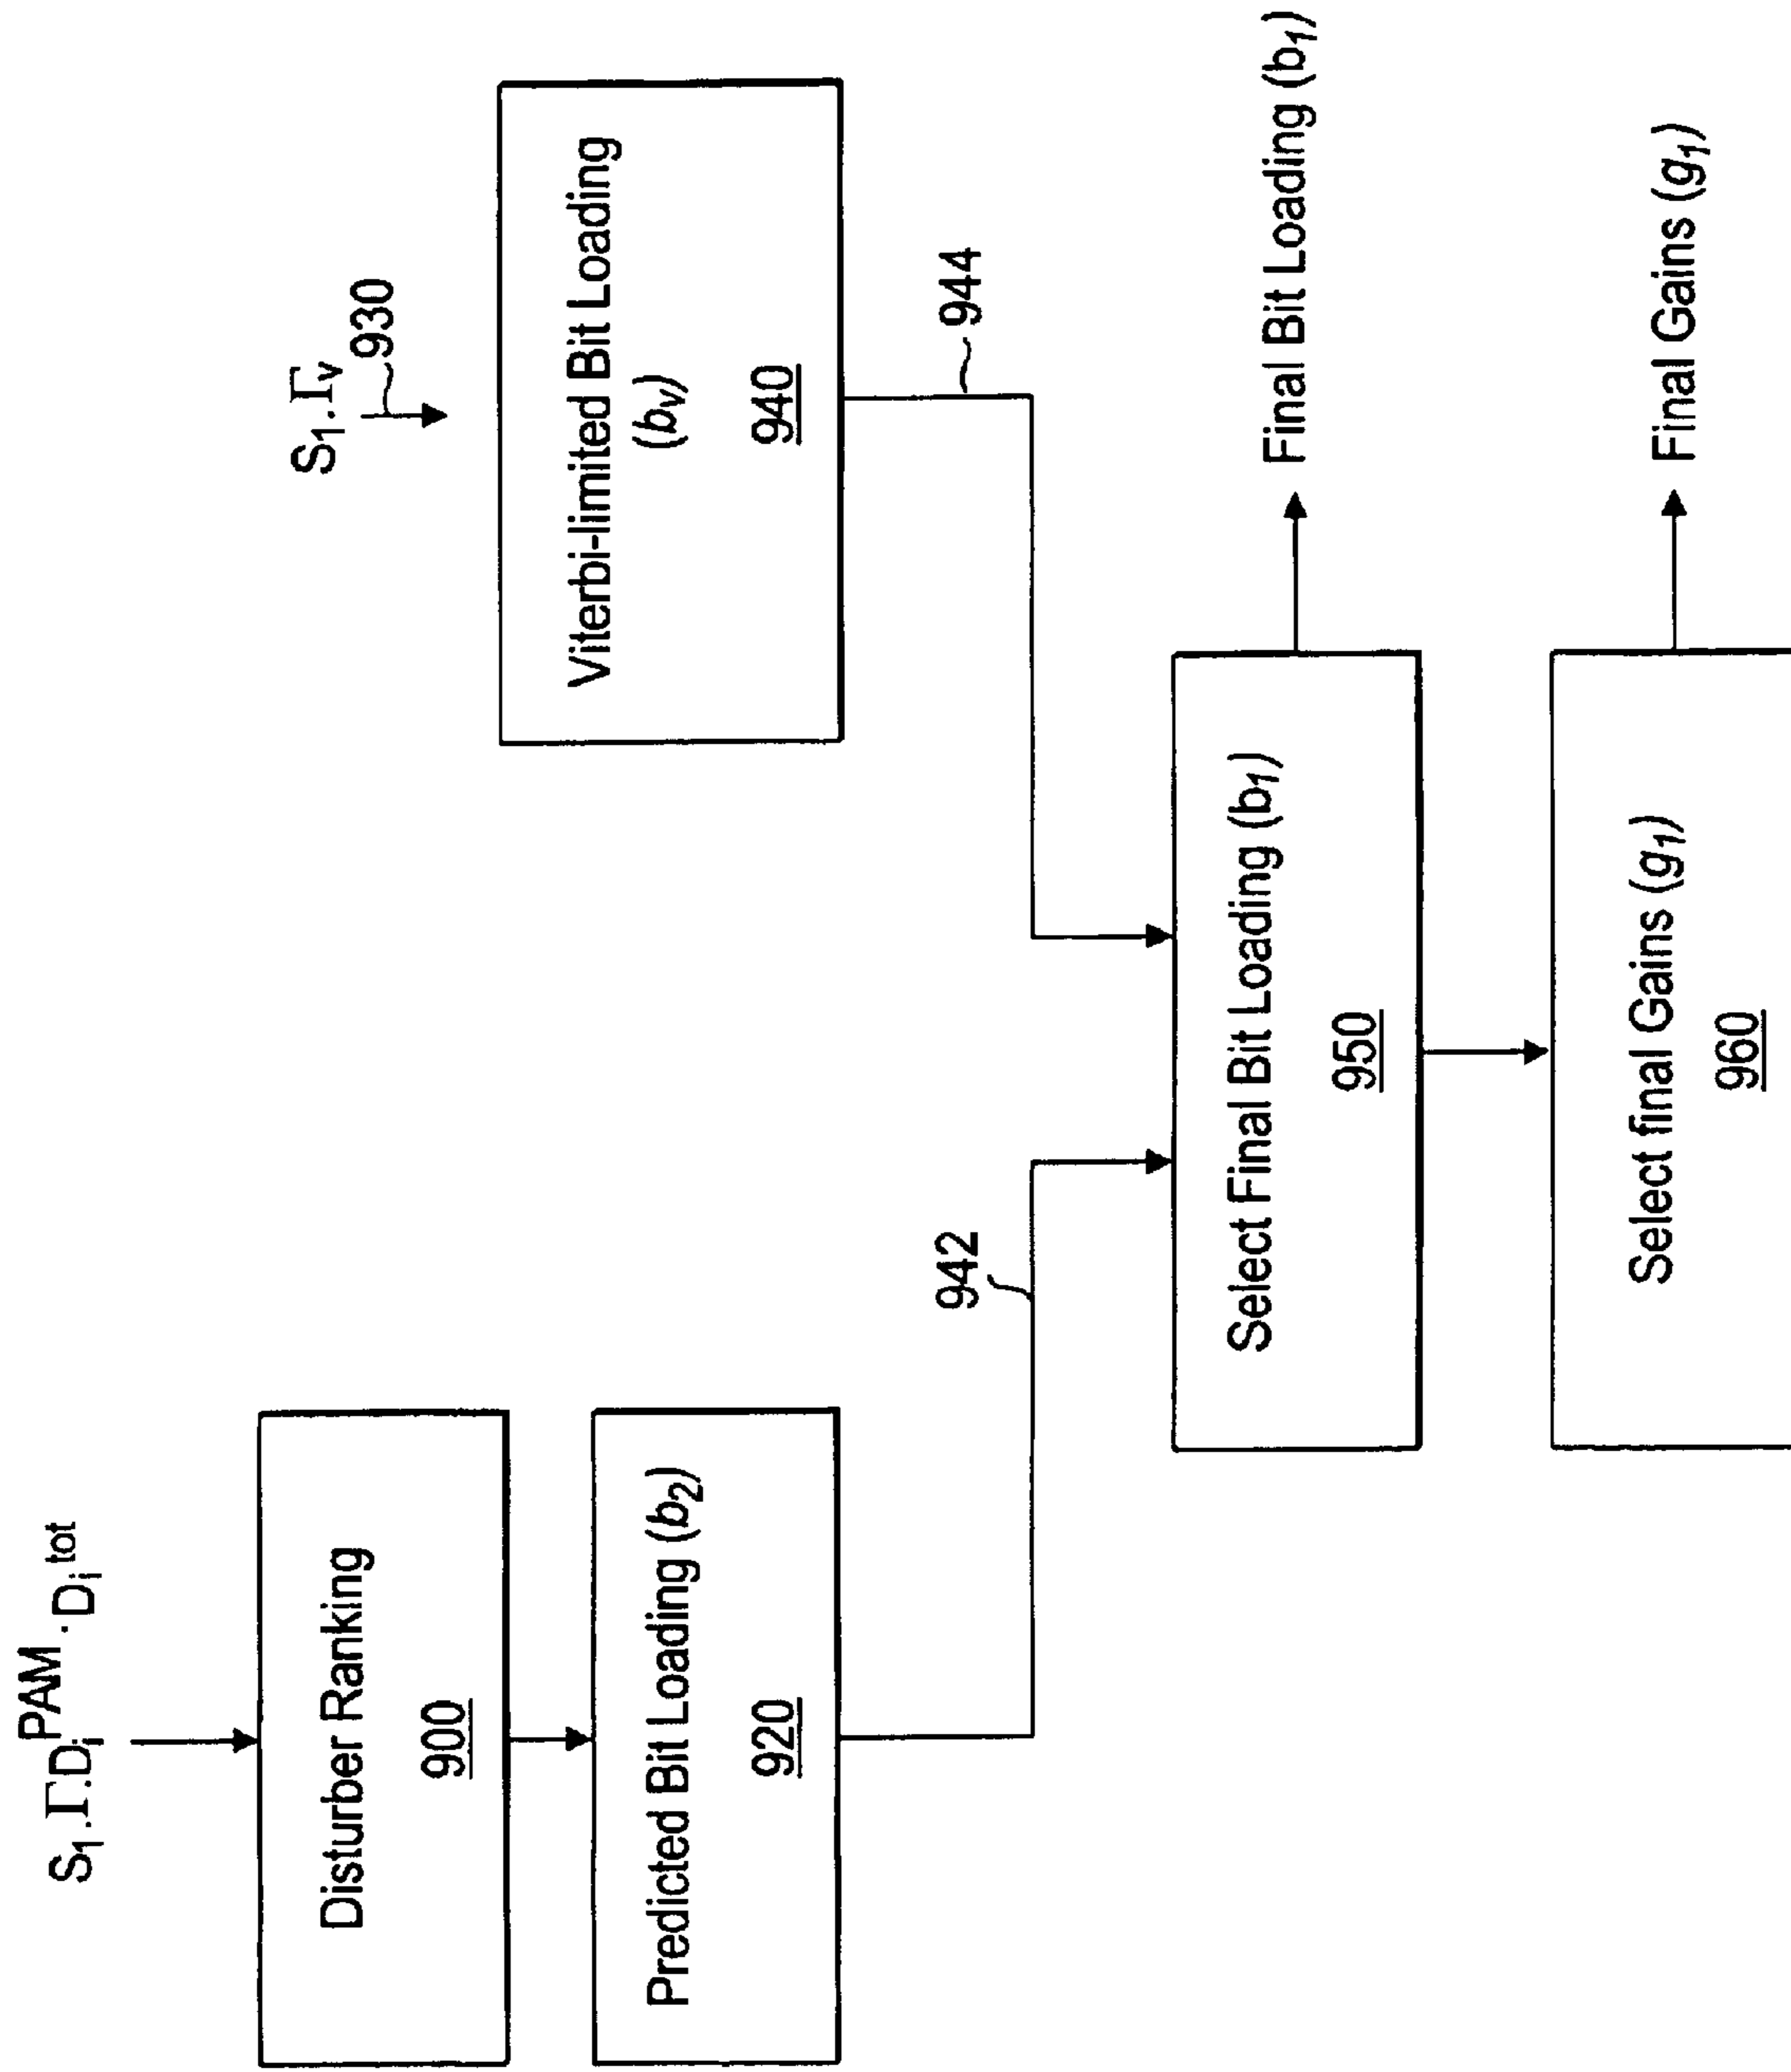 S₁.Γ.Dᵢᴾᴬᴹ.Dᵢᵗᵒᵗ
Disturber Ranking
900
Predicted Bit Loading (b₂)
920
942
S₁.Γᵥ
930
Viterbi-limited Bit Loading
(bᵥ)
940
944
Select Final Bit Loading (b₁)
950
Final Bit Loading (b₁)
Select final Gains (g₁)
960
Final Gains (g₁)